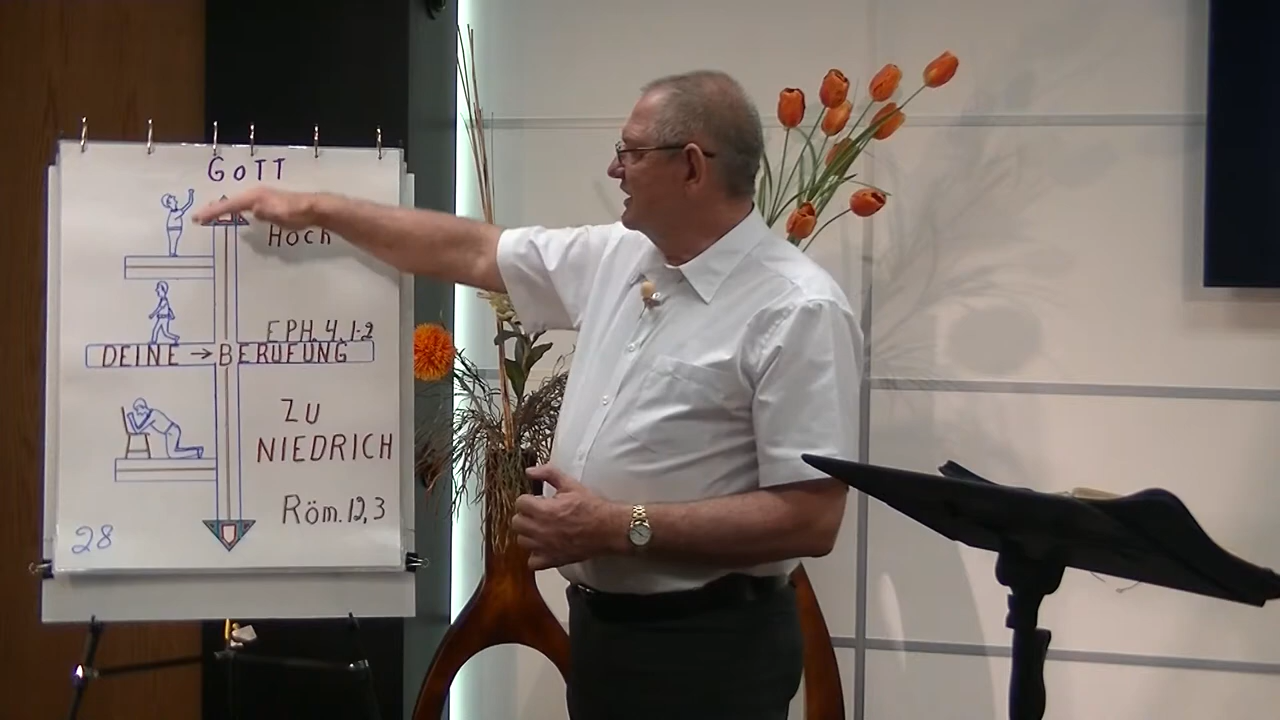 GOTT
HOCH
EPH. 4, 1-2
DEINE → BERUFUNG
ZU
NIEDRICH
Röm. 12,3
28